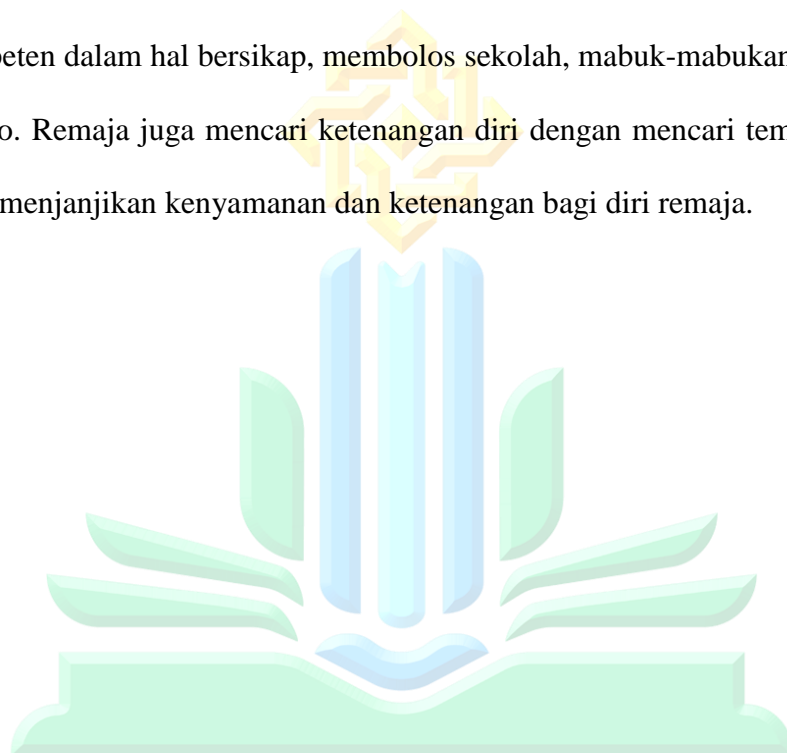 peten dalam hal bersikap, membolos sekolah, mabuk-mabukan
o. Remaja juga mencari ketenangan diri dengan mencari tem
menjanjikan kenyamanan dan ketenangan bagi diri remaja.